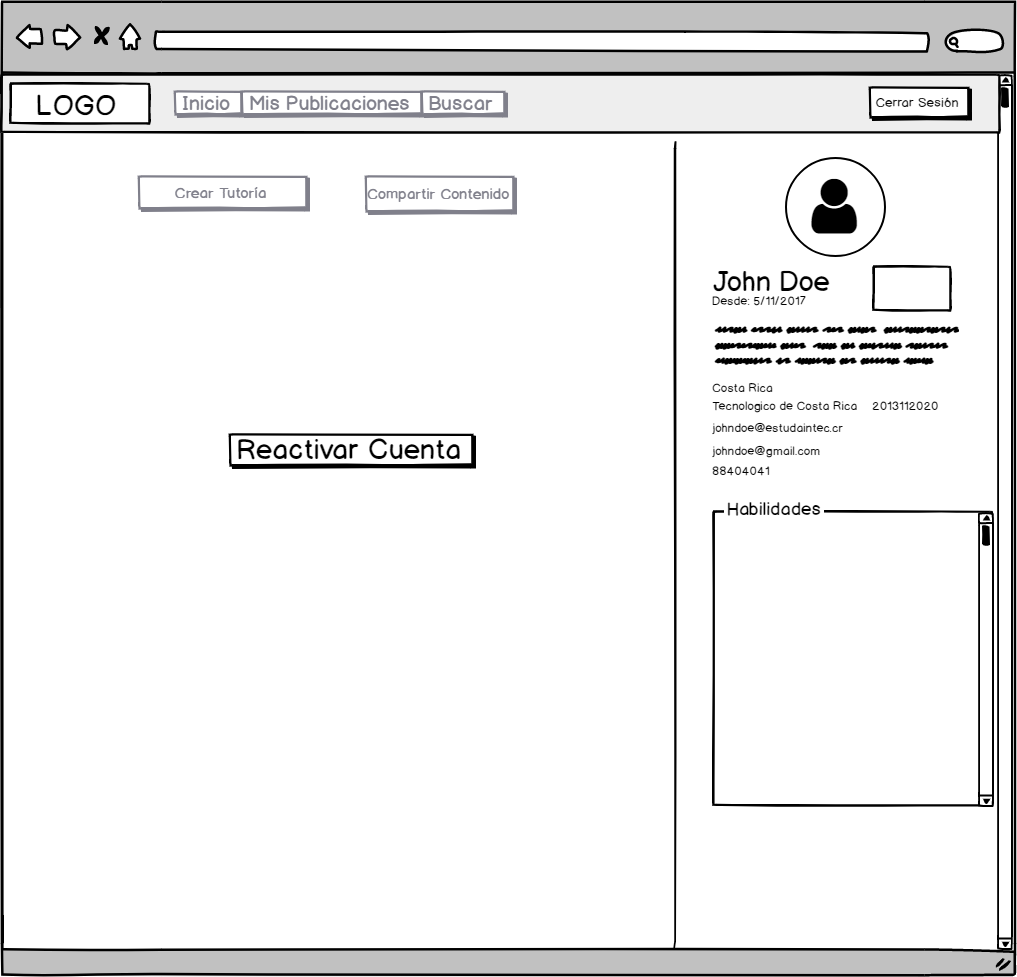 LOGO
Inicio Mis Publicaciones Buscar
Cerrar Sesión
Crear Tutoría
Compartir Contenido
Reactivar Cuenta
John Doe
Desde: 5/11/2017
Costa Rica
Tecnologico de Costa Rica 2013112020
johndoe@estudaintec.cr
johndoe@gmail.com
88404041
Habilidades